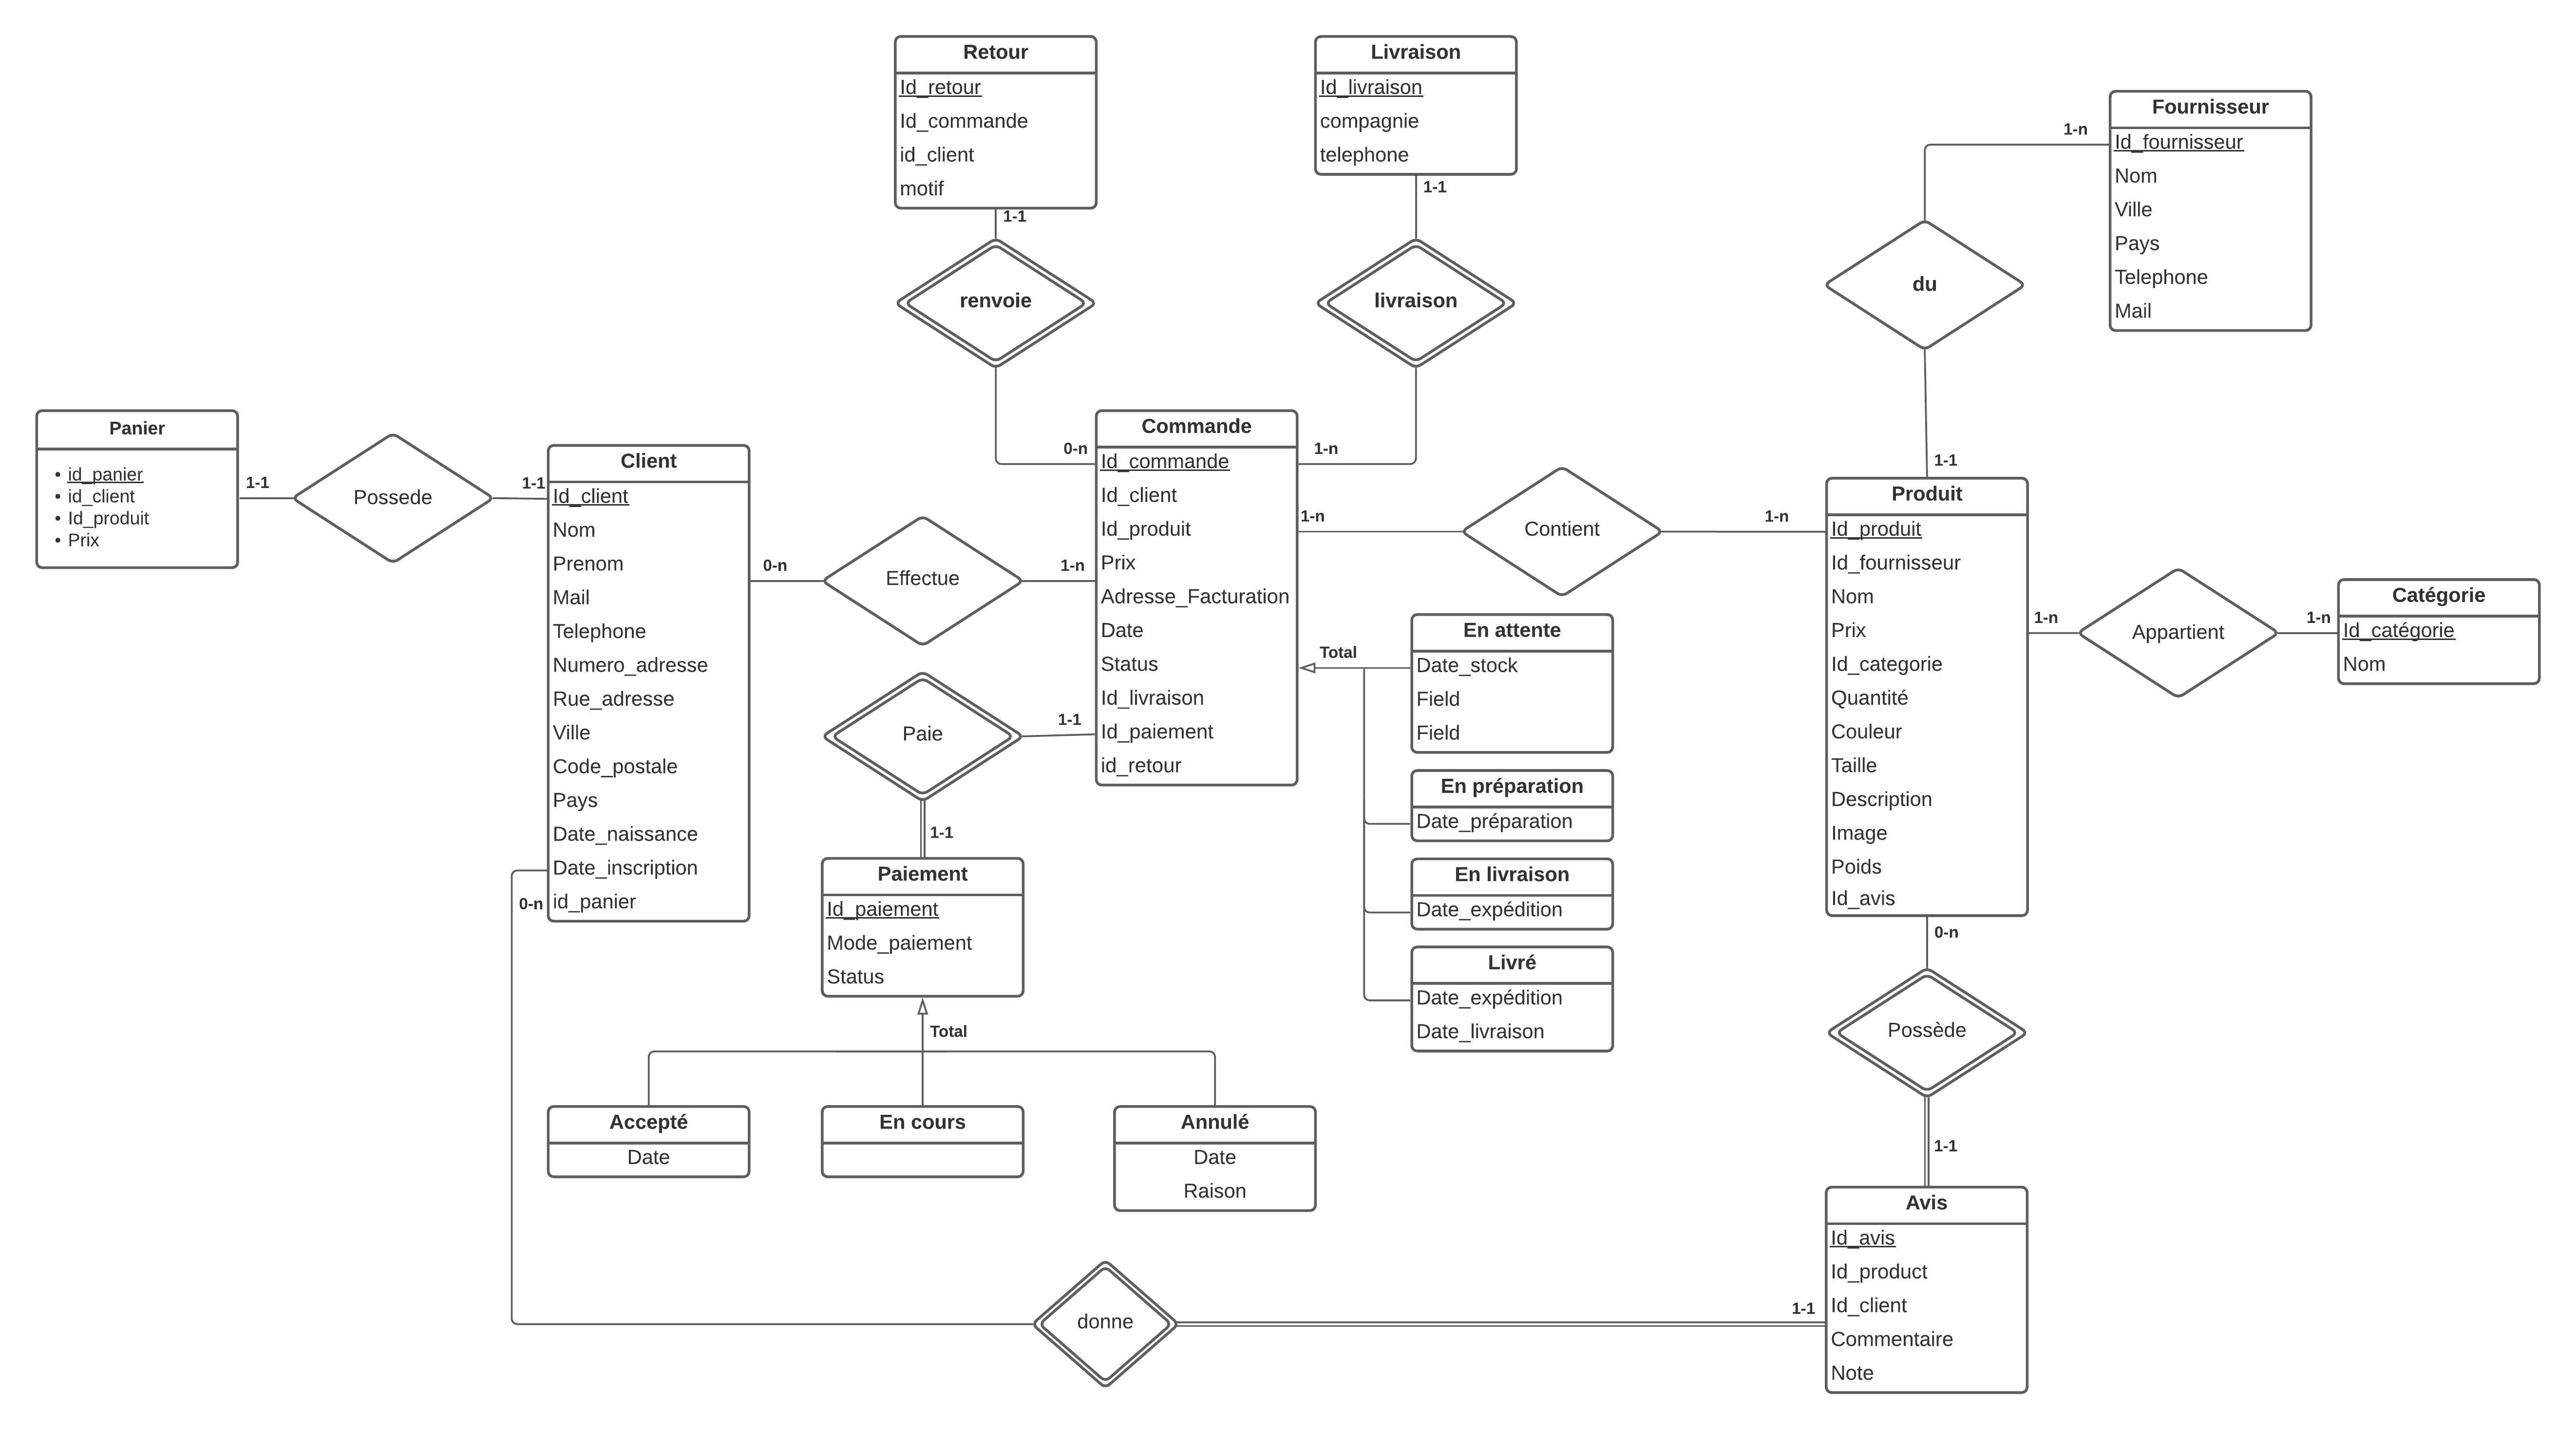 Retour
Id_retour
Id_commande
id_client
motif
1-1
renvoie
0-n
Livraison
Id_livraison
compagnie
telephone
1-1
livraison
1-n
Fournisseur
Id_fournisseur
Nom
Ville
Pays
Telephone
Mail
1-n
du
1-1
Panier
• id_panier
• id_client
• Id_produit
• Prix
1-1
Possede
1-1
Client
Id_client
Nom
Prenom
Mail
Telephone
Numero_adresse
Rue_adresse
Ville
Code_postale
Pays
Date_naissance
Date_inscription
id_panier
0-n
0-n
Effectue
1-n
Commande
Id_commande
Id_client
Id_produit
Prix
Adresse_Facturation
Date
Status
Id_livraison
Id_paiement
id_retour
1-n
Contient
1-n
Produit
Id_produit
Id_fournisseur
Nom
Prix
Id_categorie
Quantité
Couleur
Taille
Description
Image
Poids
Id_avis
1-n
Appartient
1-n
Catégorie
Id_catégorie
Nom
Paie
1-1
1-1
Paiement
Id_paiement
Mode_paiement
Status
Total
Accepté
Date
En cours
Annulé
Date
Raison
Total
En attente
Date_stock
Field
Field
En préparation
Date_préparation
En livraison
Date_expédition
Livré
Date_expédition
Date_livraison
0-n
Possède
1-1
Avis
Id_avis
Id_product
Id_client
Commentaire
Note
donne
1-1